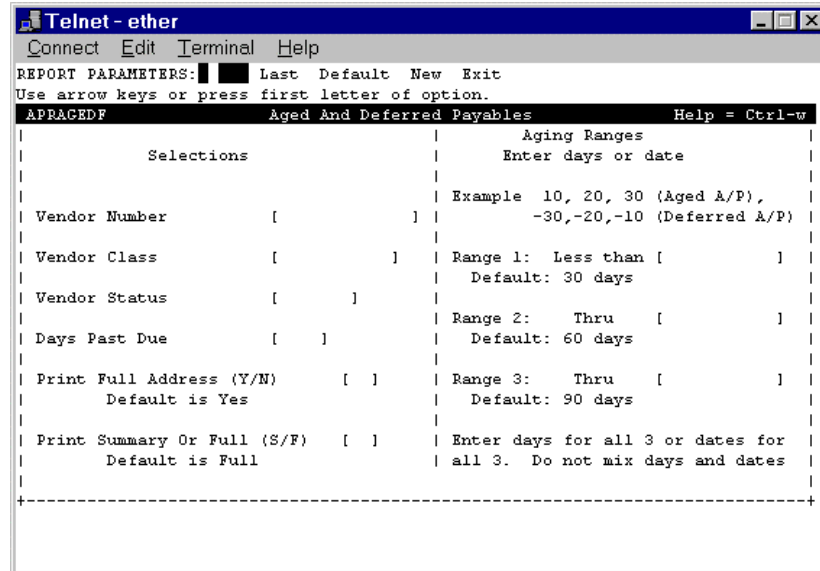 Telnet - ether
Connect Edit Terminal Help
REPORT PARAMETERS: Last Default New Exit
Use arrow keys or press first letter of option.
APRAGEDF Aged And Deferred Payables Help = Ctrl-w
Selections
Vendor Number [ ]
Vendor Class [ ]
Vendor Status [ ]
Days Past Due [ ]
Print Full Address (Y/N) [ ]
Default is Yes
Print Summary Or Full (S/F) [ ]
Default is Full
Aging Ranges
Enter days or date
Example 10, 20, 30 (Aged A/P),
-30,-20,-10 (Deferred A/P)
Range 1: Less than [ ]
Default: 30 days
Range 2: Thru [ ]
Default: 60 days
Range 3: Thru [ ]
Default: 90 days
Enter days for all 3 or dates for
all 3. Do not mix days and dates